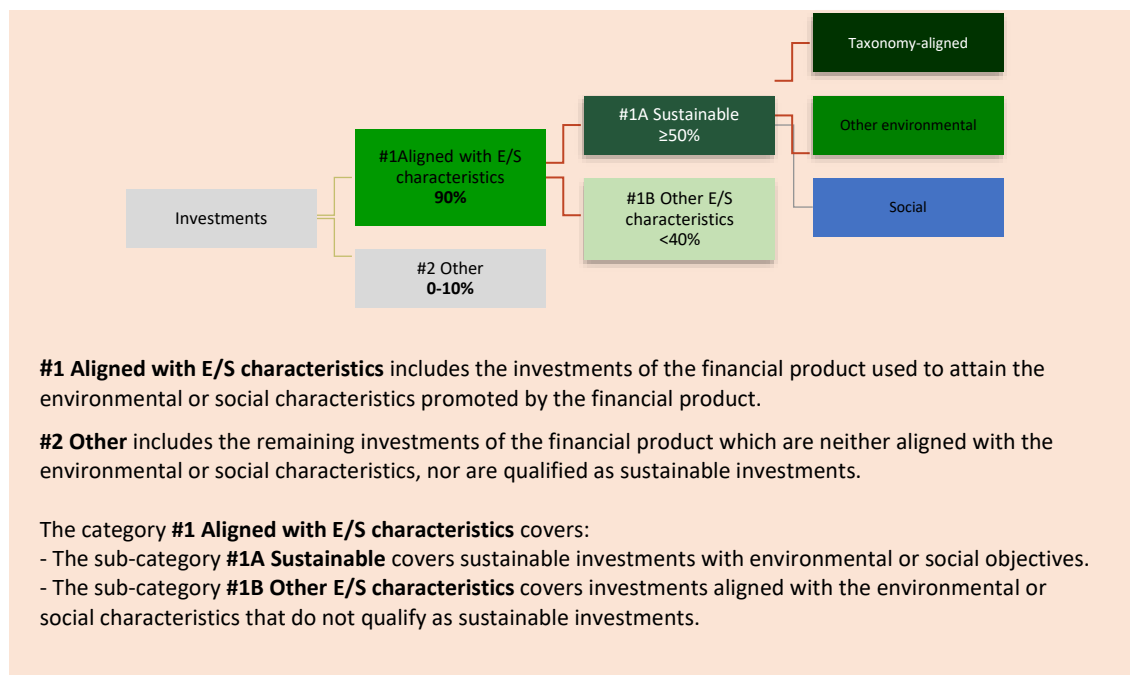 Taxonomy-aligned
#1A Sustainable
≥50%
Other environmental
#1Aligned with E/S
characteristics
90%
#1B Other E/S
characteristics
<40%
Investments
Social
#2 Other
0-10%
#1 Aligned with E/S characteristics includes the investments of the financial product used to attain the
environmental or social characteristics promoted by the financial product.
#2 Other includes the remaining investments of the financial product which are neither aligned with the
environmental or social characteristics, nor are qualified as sustainable investments.
The category #1 Aligned with E/S characteristics covers:
- The sub-category #1A Sustainable covers sustainable investments with environmental or social objectives.
- The sub-category #1B Other E/S characteristics covers investments aligned with the environmental or
social characteristics that do not qualify as sustainable investments.